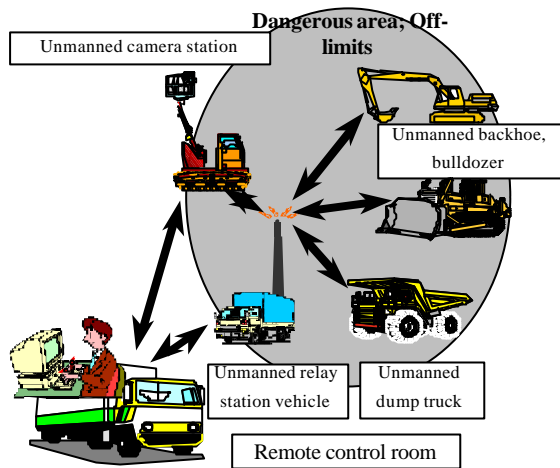 Dangerous area; Off-
limits
Unmanned camera station
Unmanned backhoe,
bulldozer
Unmanned relay
station vehicle
Unmanned
dump truck
Remote control room